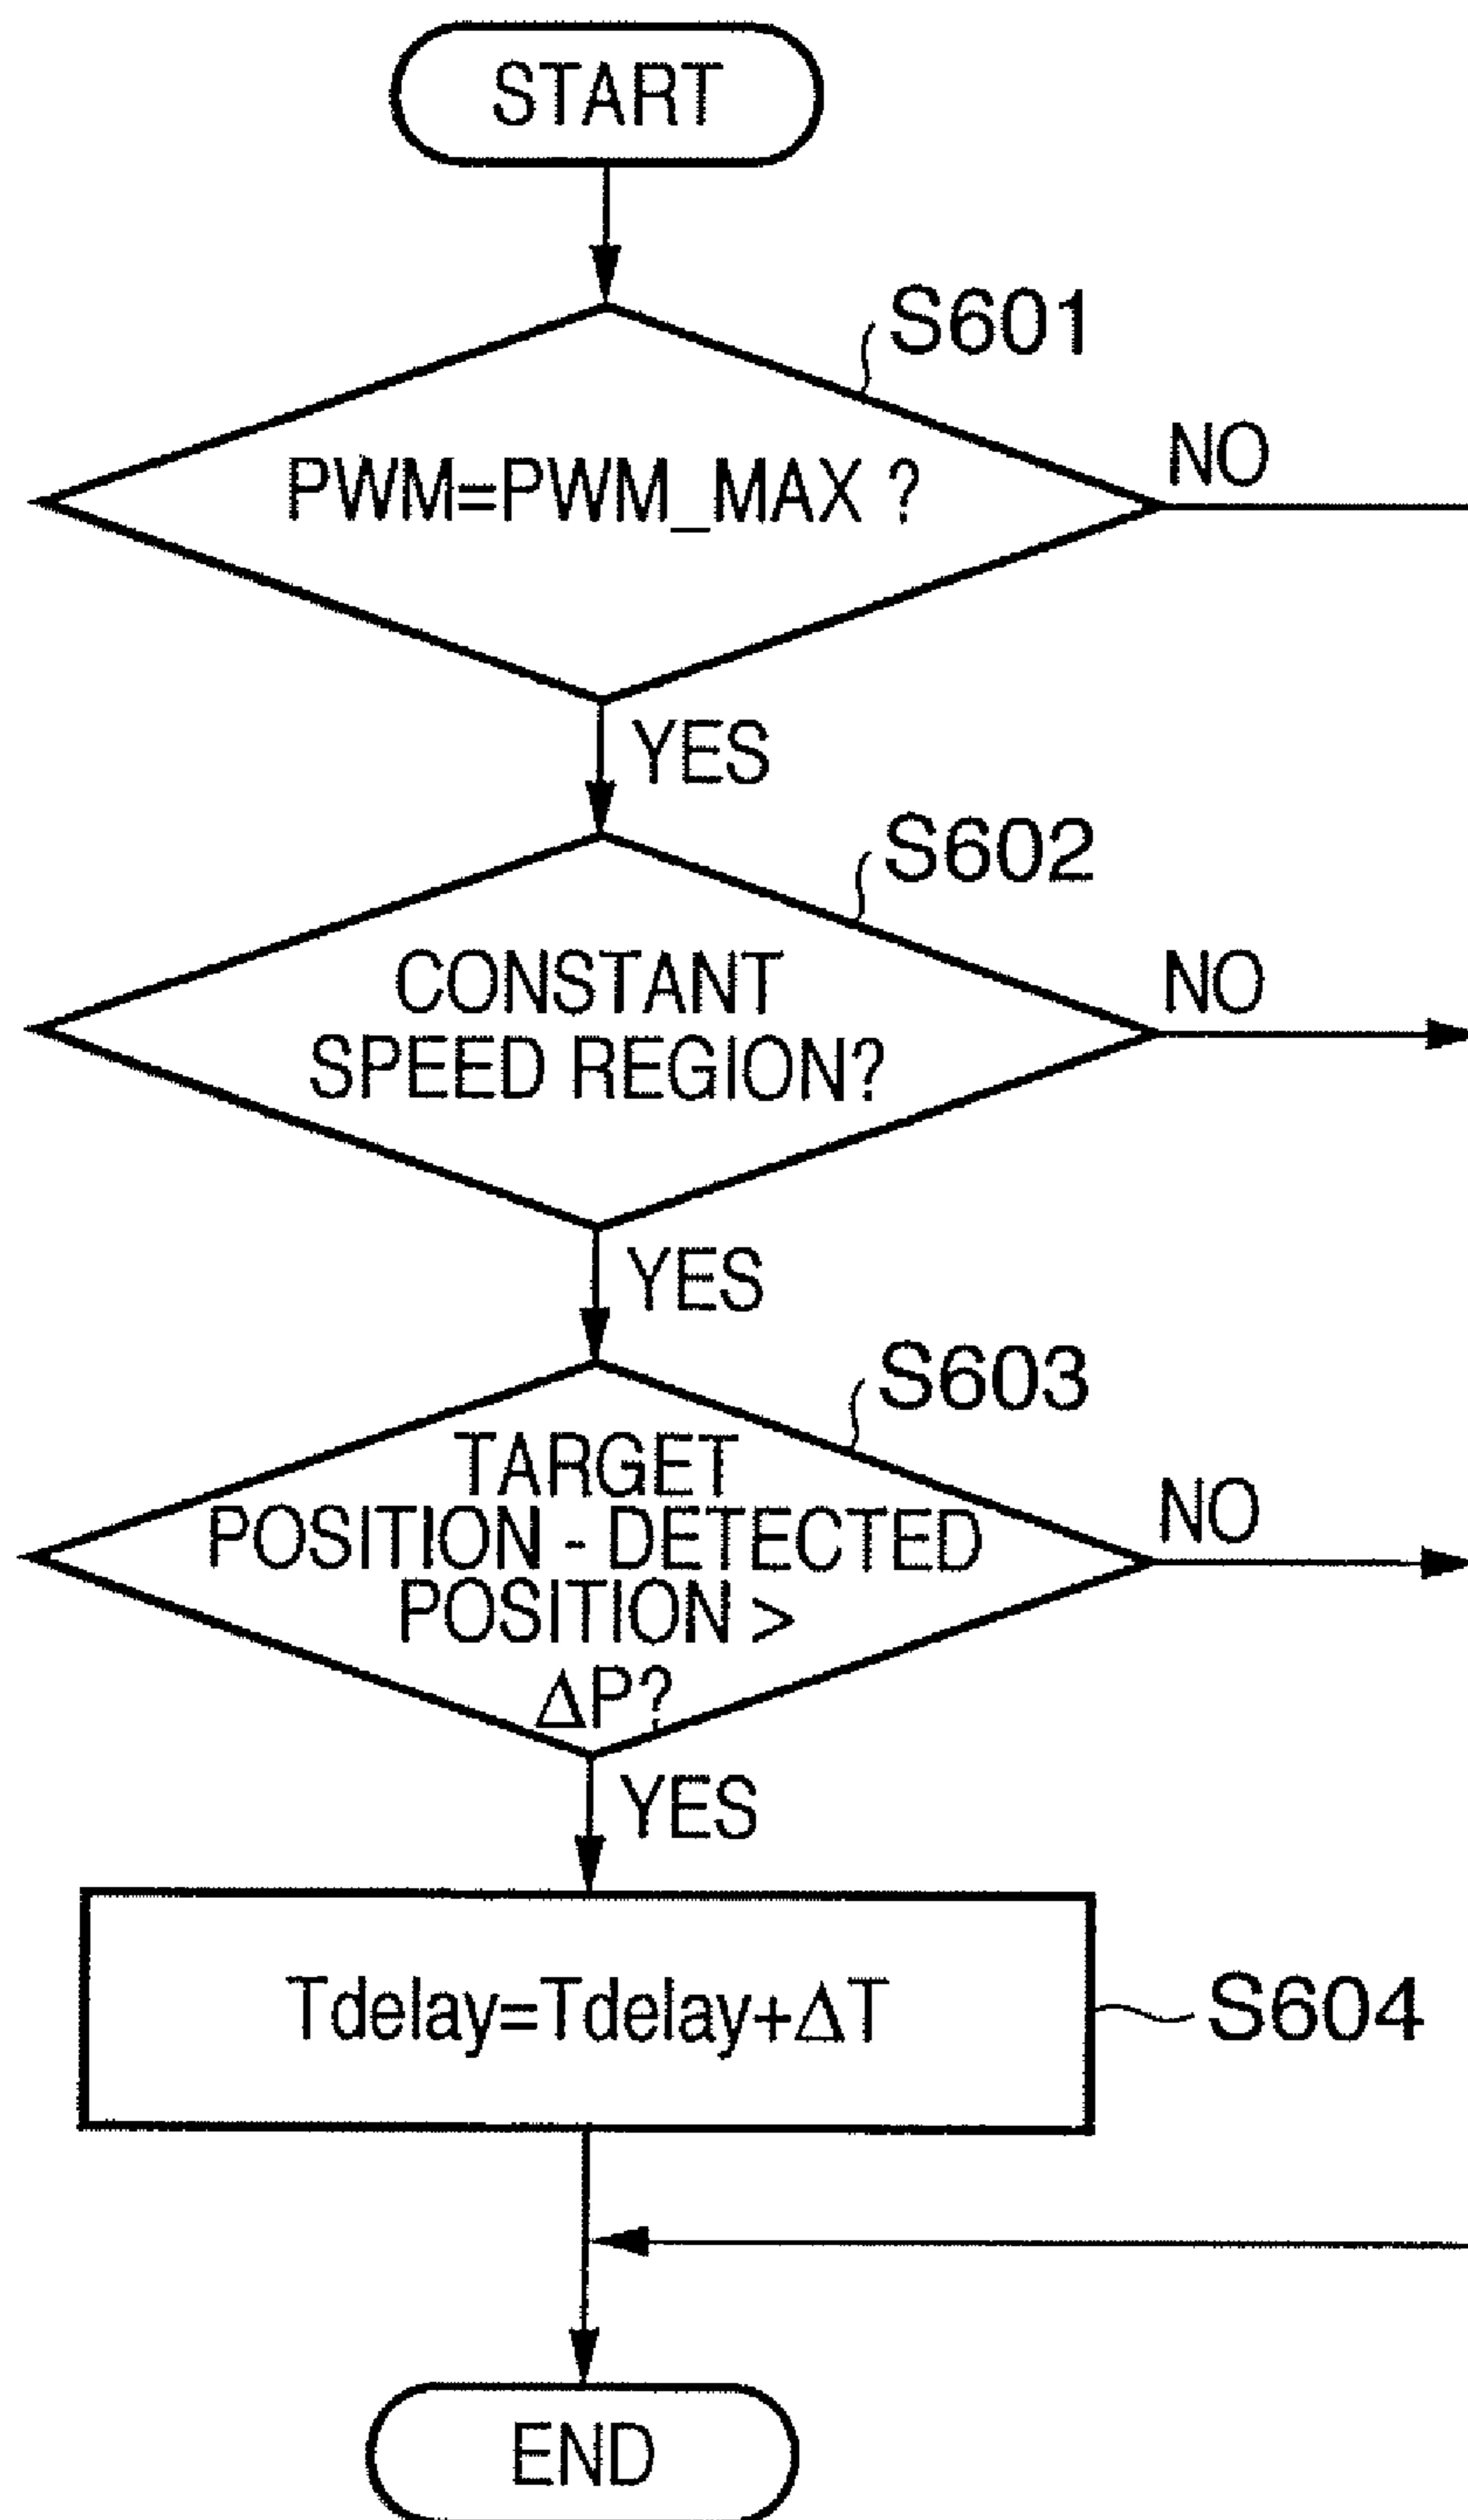 START
S601
PWM=PWM_MAX ?
NO
YES
S602
CONSTANT
SPEED REGION?
NO
YES
S603
TARGET
POSITION - DETECTED
POSITION >
ΔP?
NO
YES
Tdelay=Tdelay+ΔT
S604
END